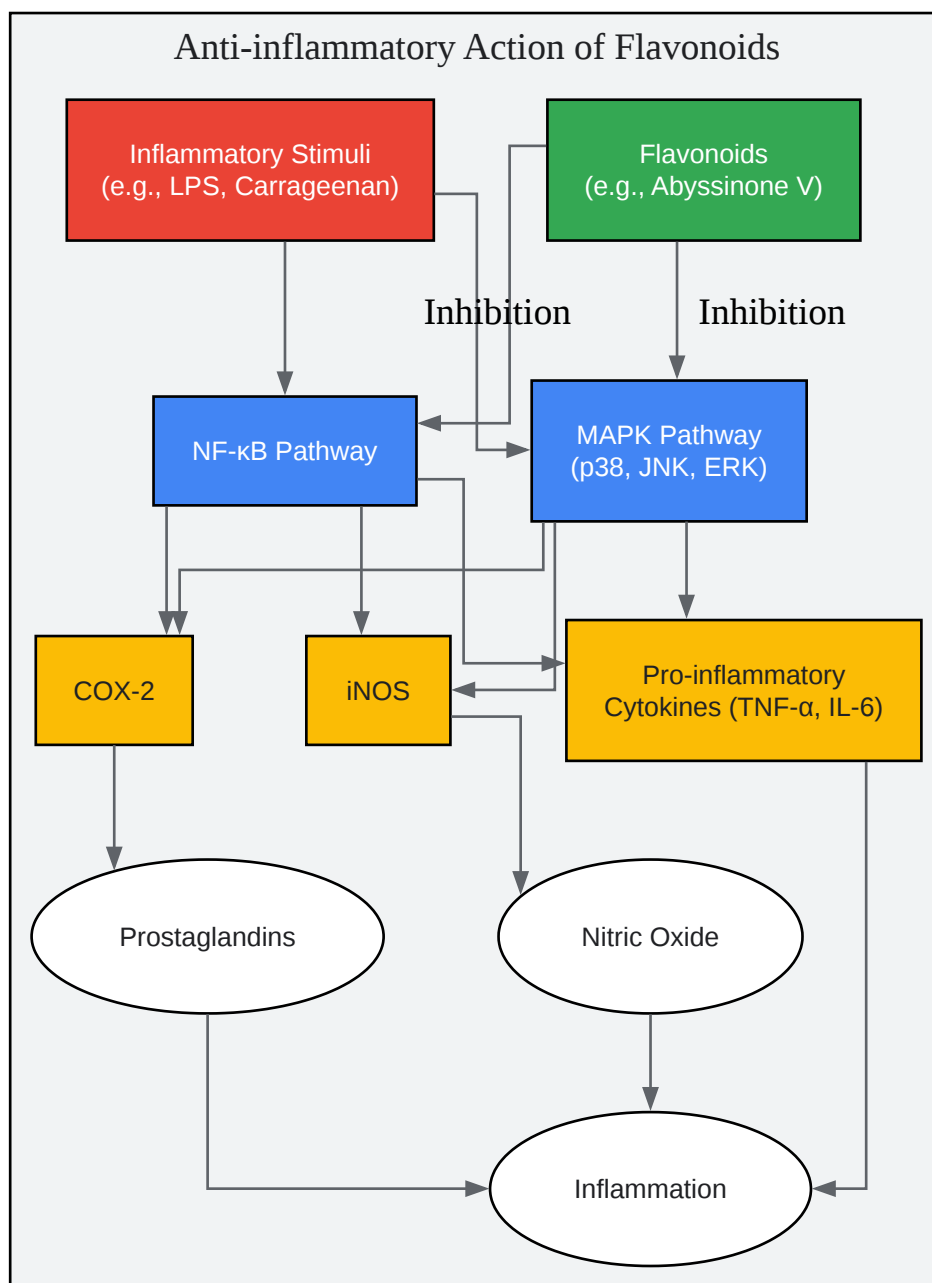 Anti-inflammatory Action of Flavonoids
Inflammatory Stimuli
(e.g., LPS, Carrageenan)
Flavonoids
(e.g., Abyssinone V)
Inhibition
Inhibition
NF-κB Pathway
MAPK Pathway
(p38, JNK, ERK)
COX-2
iNOS
Pro-inflammatory
Cytokines (TNF-α, IL-6)
Prostaglandins
Nitric Oxide
Inflammation